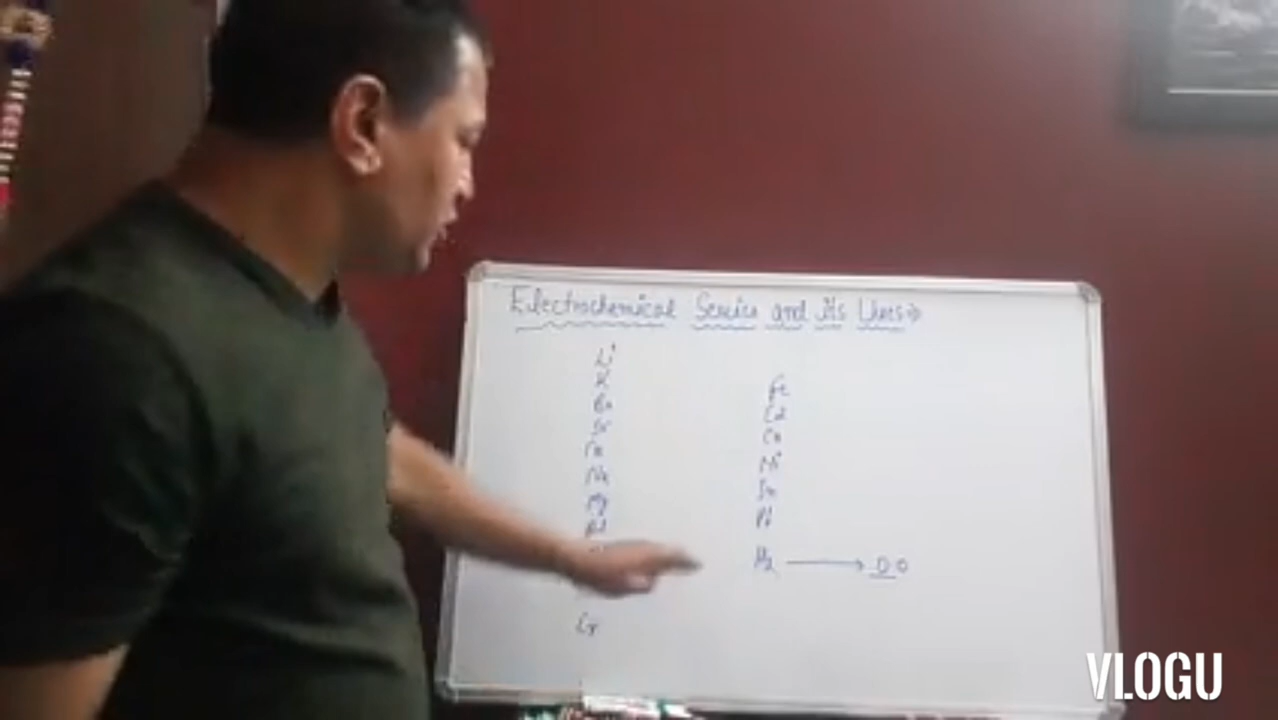 Electrochemical Series and its Uses⇒
Li
K
Ba
Sr
Ca
Na
Mg
Al
Cr
Fe
Cd
Co
Ni
Sn
Pb
H₂ ⟶ 0.0
VLOGU